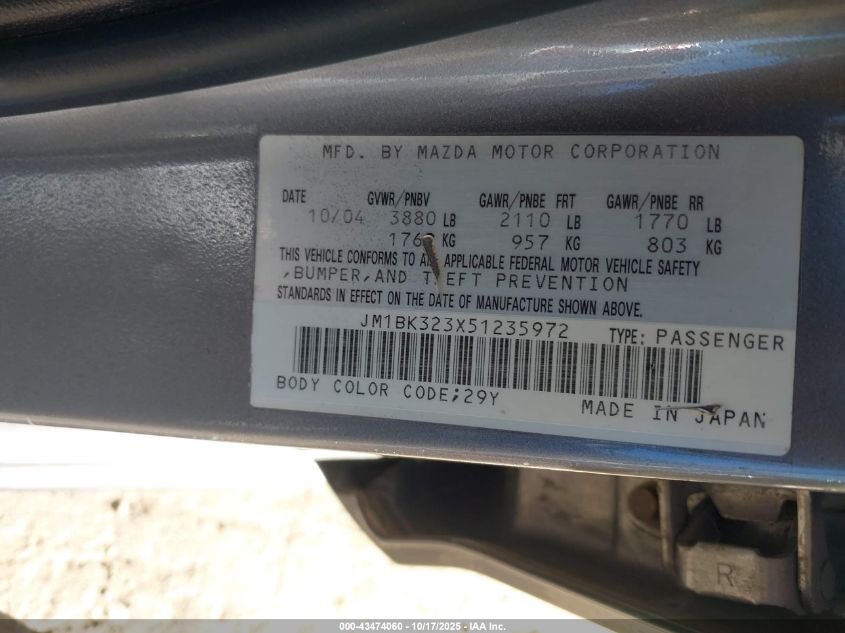 MFD. BY MAZDA MOTOR CORPORATION
DATE GVWR/PNBV GAWR/PNBE FRT GAWR/PNBE RR
10/04 3880 LB 2110 LB 1770 LB
KG 957 KG 803 KG
THIS VEHICLE CONFORMS TO ALL APPLICABLE FEDERAL MOTOR VEHICLE SAFETY
,BUMPER,AND THEFT PREVENTION
STANDARDS IN EFFECT ON THE DATE OF MANUFACTURE SHOWN ABOVE.
JM1BK323X51235972 TYPE: PASSENGER
BODY COLOR CODE;29Y
MADE IN JAPAN
R
000-43474060 - 10/17/2025 - IAA Inc.